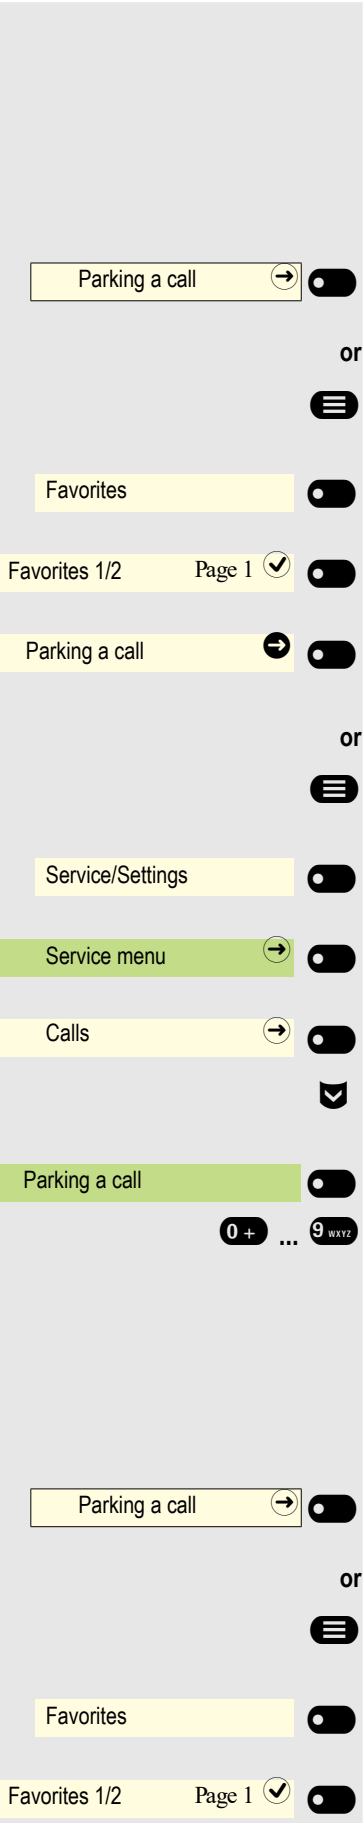 Parking a call
or
Favorites
Favorites 1/2 Page 1
Parking a call
or
Service/Settings
Service menu
Calls
Parking a call
0 + ... 9 WXYZ
Parking a call
or
Favorites
Favorites 1/2 Page 1